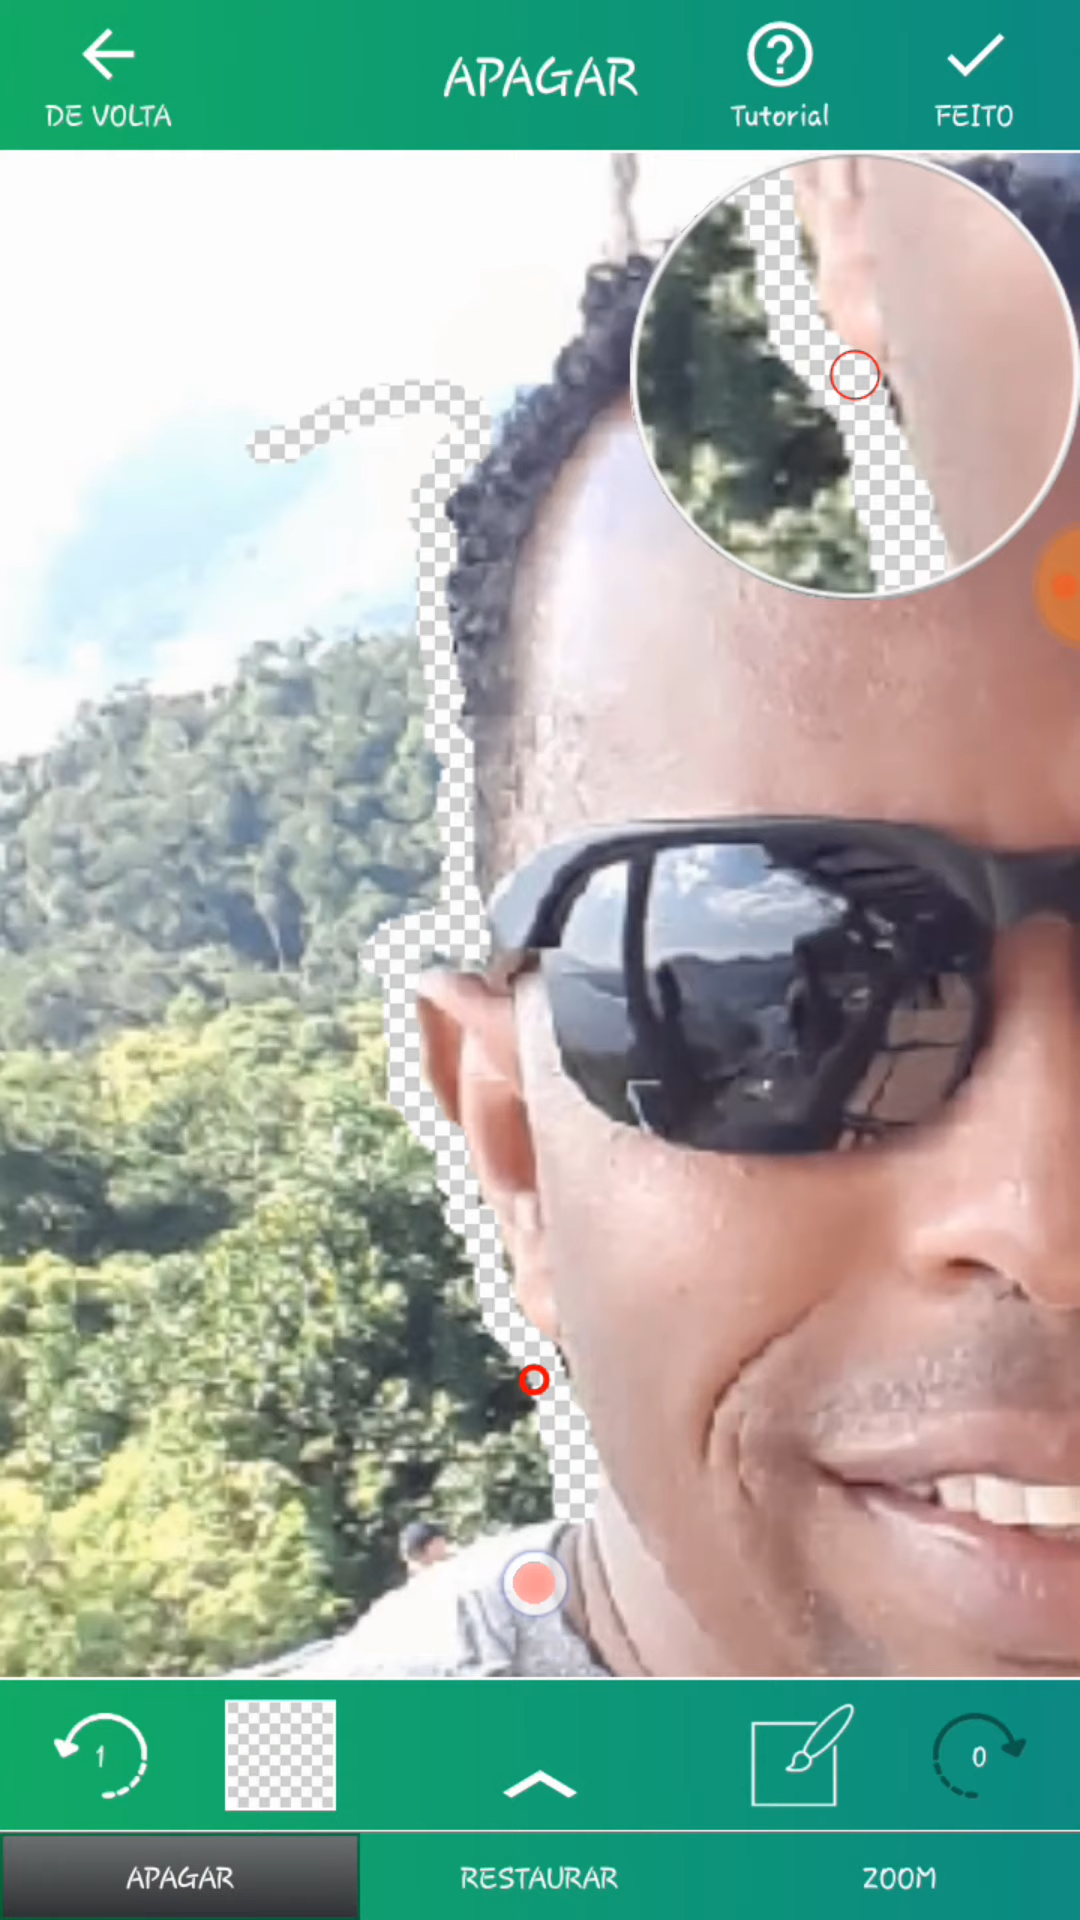 DE VOLTA
APAGAR
Tutorial
FEITO
1
0
APAGAR
RESTAURAR
ZOOM